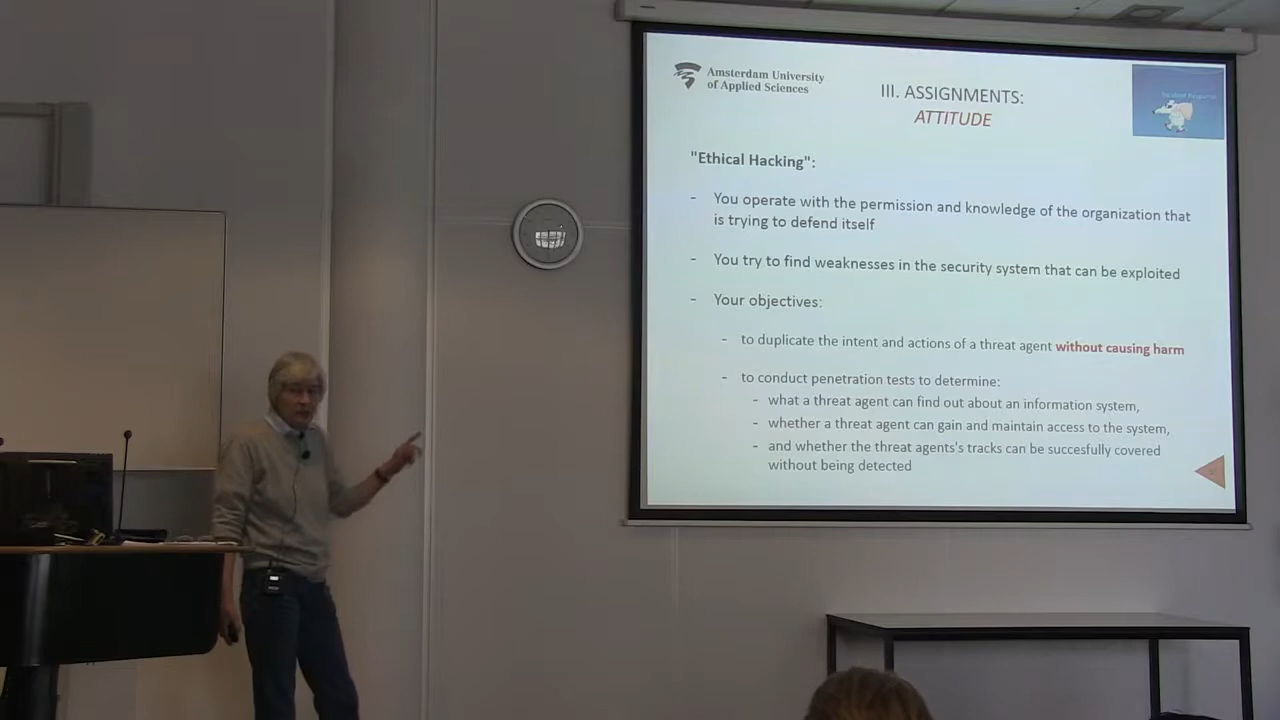 Amsterdam University
of Applied Sciences
III. ASSIGNMENTS:
ATTITUDE
"Ethical Hacking":
- You operate with the permission and knowledge of the organization that
is trying to defend itself
- You try to find weaknesses in the security system that can be exploited
- Your objectives:
- to duplicate the intent and actions of a threat agent without causing harm
- to conduct penetration tests to determine:
- what a threat agent can find out about an information system,
- whether a threat agent can gain and maintain access to the system,
- and whether the threat agents's tracks can be succesfully covered
without being detected